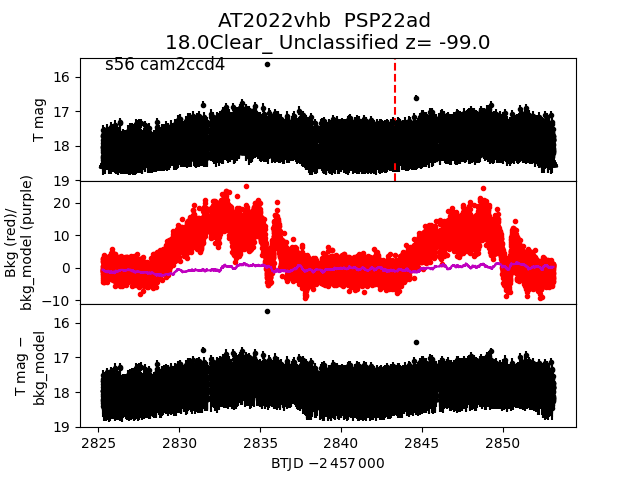 AT2022vhb  PSP22ad
18.0Clear_ Unclassified z= -99.0
s56 cam2ccd4
T mag
16
17
18
19
Bkg (red)/
bkg_model (purple)
20
10
0
−10
T mag −
bkg_model
16
17
18
19
2825 2830 2835 2840 2845 2850
BTJD −2 457 000